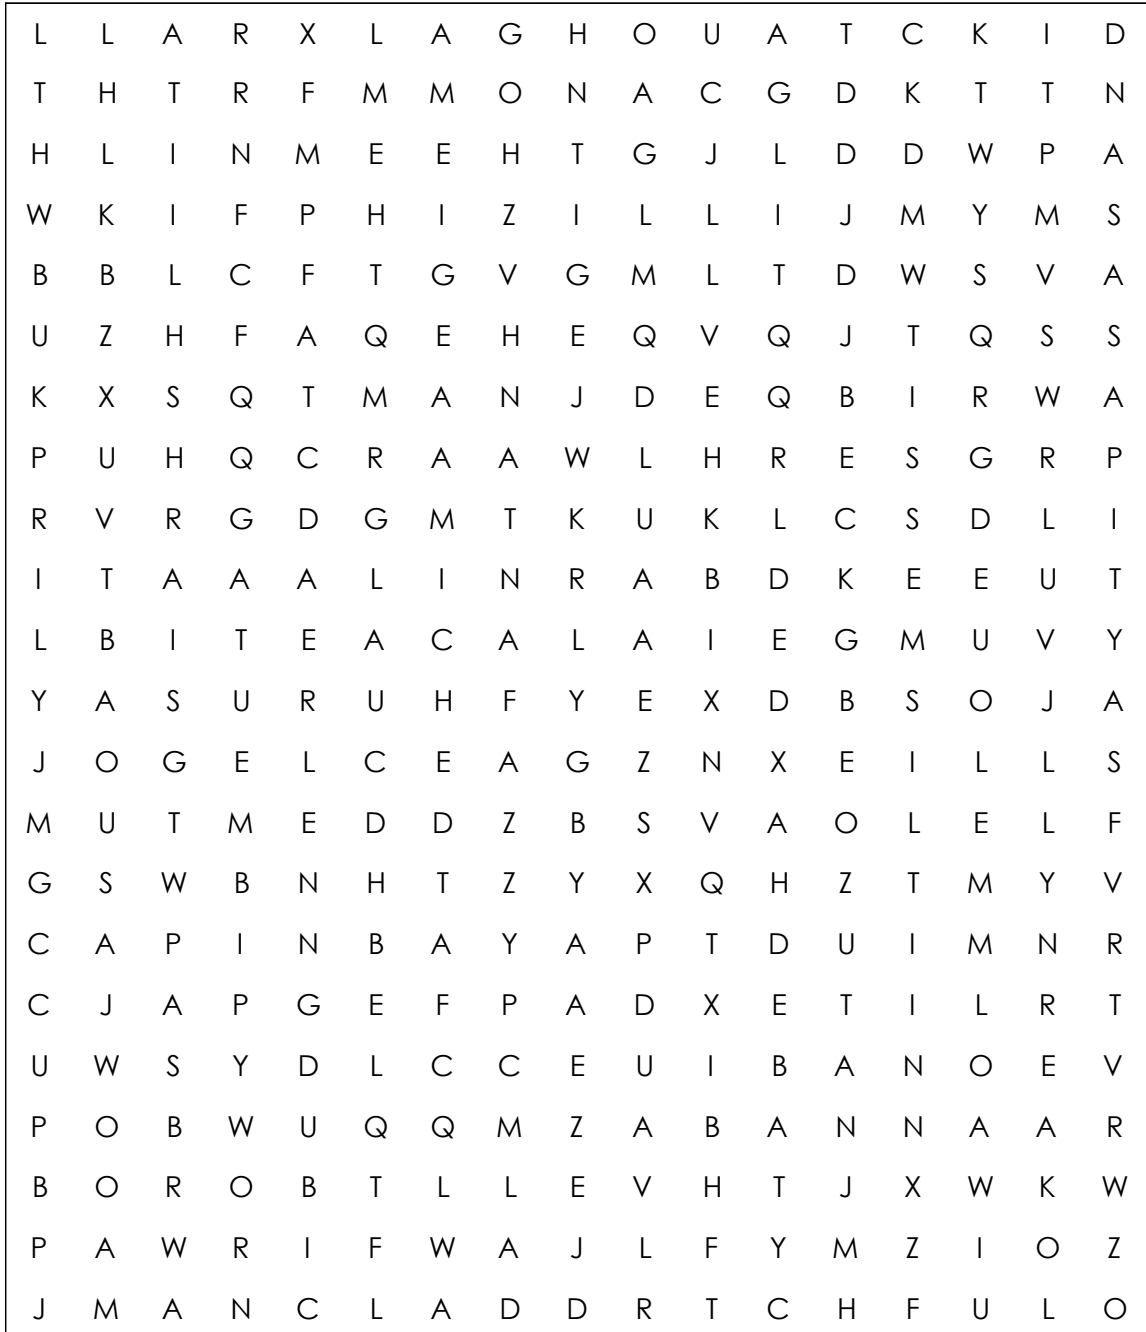 L L A R X L A G H O U A T C K I D
T H T R F M M O N A C G D K T T N
H L I N M E E H T G J L D D W P A
W K I F P H I Z I L L I J M Y M S
B B L C F T G V G M L T D W S V A
U Z H F A Q E H E Q V Q J T Q S S
K X S Q T M A N J D E Q B I R W A
P U H Q C R A A W L H R E S G R P
R V R G D G M T K U K L C S D L I
I T A A A L I N R A B D K E E U T
L B I T E A C A L A I E G M U V Y
Y A S U R U H F Y E X D B S O J A
J O G E L C E A G Z N X E I L L S
M U T M E D D Z B S V A O L E L F
G S W B N H T Z Y X Q H Z T M Y V
C A P I N B A Y A P T D U I M N R
C J A P G E F P A D X E T I L R T
U W S Y D L C C E U I B A N O E V
P O B W U Q Q M Z A B A N N A A R
B O R O B T L L E V H T J X W K W
P A W R I F W A J L F Y M Z I O Z
J M A N C L A D D R T C H F U L O